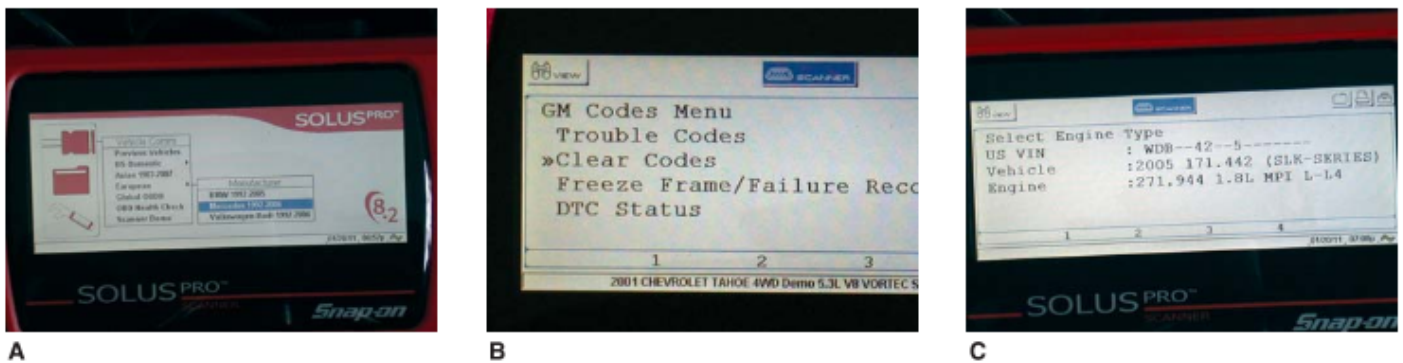 SOLUS PRO™
Vehicle Comm
Previous Vehicles
US Domestic
Asian 1983-2007
European
Global OBDII
OBD Health Check
Scanner Demo
Manufacturer
BMW 1992-2005
Mercedes 1992-2006
Volkswagen-Audi 1992-2006
8.2
SOLUS PRO™
SCANNER
Snap-on
A
VIEW
SCANNER
GM Codes Menu
Trouble Codes
»Clear Codes
Freeze Frame/Failure Reco
DTC Status
1 2 3
2001 CHEVROLET TAHOE 4WD Demo 5.3L V8 VORTEC S
B
VIEW
SCANNER
Select Engine Type
US VIN : WDB--42--5-------
Vehicle :2005 171.442 (SLK-SERIES)
Engine :271.944 1.8L MPI L-L4
1 2 3 4
SOLUS PRO™
SCANNER
Snap-on
C